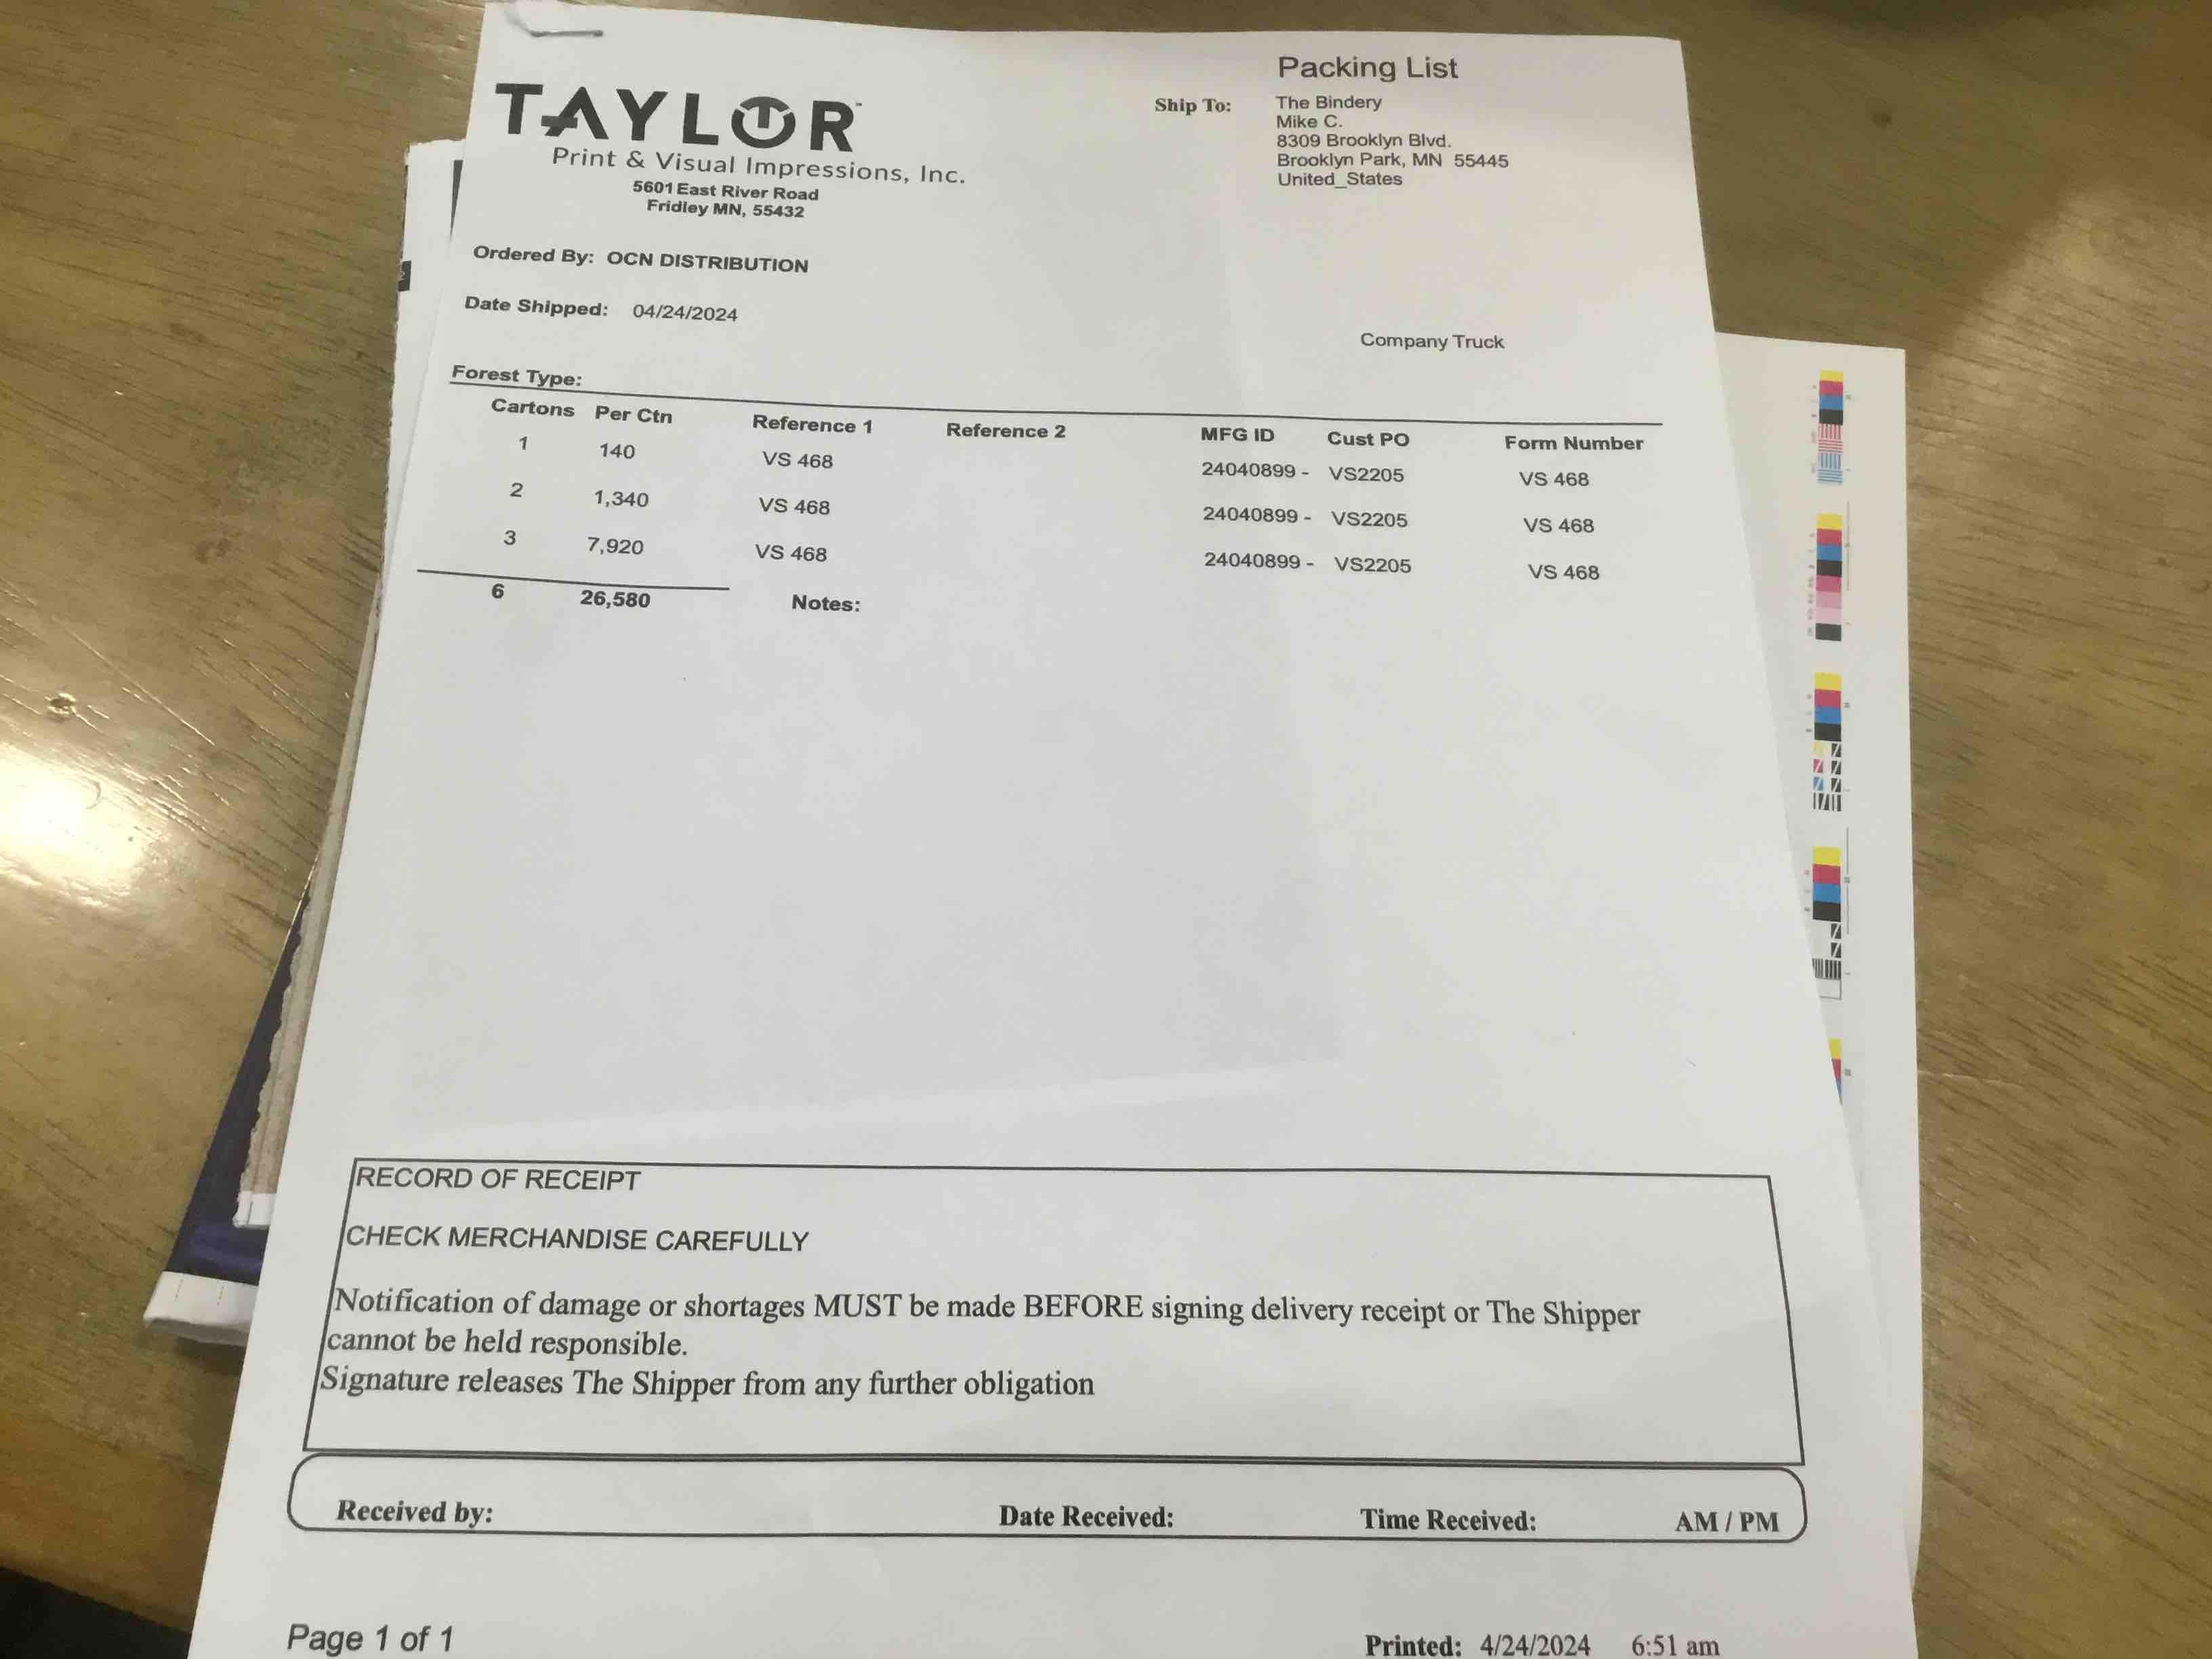 Packing List
TAYLOR
Print & Visual Impressions, Inc.
5601 East River Road
Fridley MN, 55432
Ship To: The Bindery
Mike C.
8309 Brooklyn Blvd.
Brooklyn Park, MN 55445
United_States
Ordered By: OCN DISTRIBUTION
Date Shipped: 04/24/2024
Company Truck
Forest Type:
Cartons Per Ctn Reference 1 Reference 2 MFG ID Cust PO Form Number
1 140 VS 468 24040899 - VS2205 VS 468
2 1,340 VS 468 24040899 - VS2205 VS 468
3 7,920 VS 468 24040899 - VS2205 VS 468
6 26,580 Notes:
RECORD OF RECEIPT
CHECK MERCHANDISE CAREFULLY
Notification of damage or shortages MUST be made BEFORE signing delivery receipt or The Shipper
cannot be held responsible.
Signature releases The Shipper from any further obligation
Received by: Date Received: Time Received: AM / PM
Page 1 of 1 Printed: 4/24/2024 6:51 am